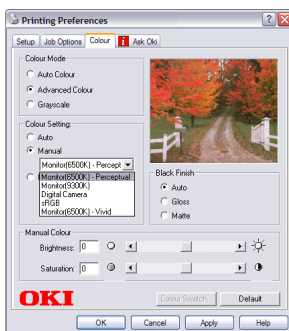 Printing Preferences
Setup Job Options Colour i Ask Oki
Colour Mode
Auto Colour
Advanced Colour
Grayscale
Colour Setting:
Auto
Manual
Monitor(6500K) - Percept
Monitor(6500K) - Perceptual
Monitor(9300K)
Digital Camera
sRGB
Monitor(6500K) - Vivid
Black Finish
Auto
Gloss
Matte
Manual Colour
Brightness: 0
Saturation: 0
OKI
Colour Swatch
Default
OK Cancel Apply Help